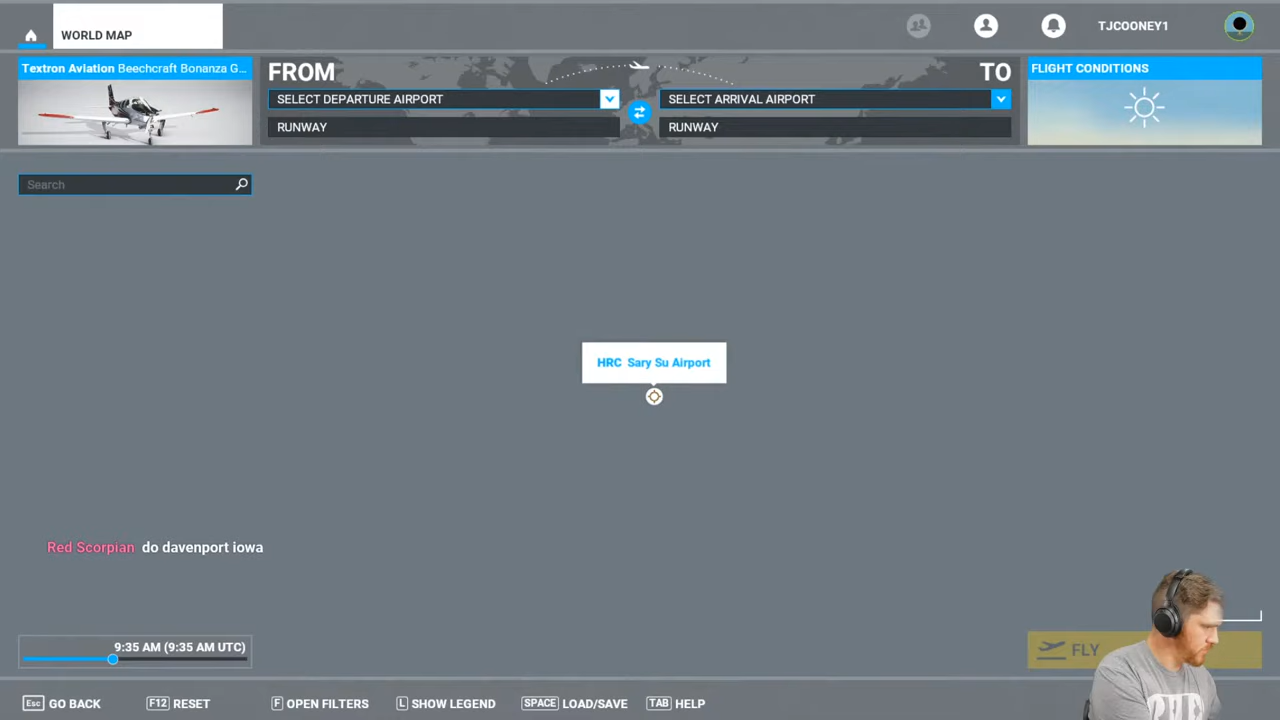 WORLD MAP
TJCOONEY1
Textron Aviation Beechcraft Bonanza G...
FROM
TO
SELECT DEPARTURE AIRPORT
SELECT ARRIVAL AIRPORT
RUNWAY
RUNWAY
FLIGHT CONDITIONS
Search
HRC Sary Su Airport
Red Scorpian do davenport iowa
9:35 AM (9:35 AM UTC)
FLY
Esc GO BACK
F12 RESET
F OPEN FILTERS
L SHOW LEGEND
SPACE LOAD/SAVE
TAB HELP